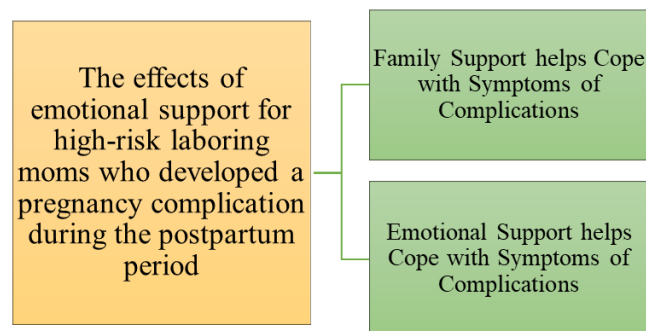 The effects of
emotional support for
high-risk laboring
moms who developed a
pregnancy complication
during the postpartum
period
Family Support helps Cope
with Symptoms of
Complications
Emotional Support helps
Cope with Symptoms of
Complications